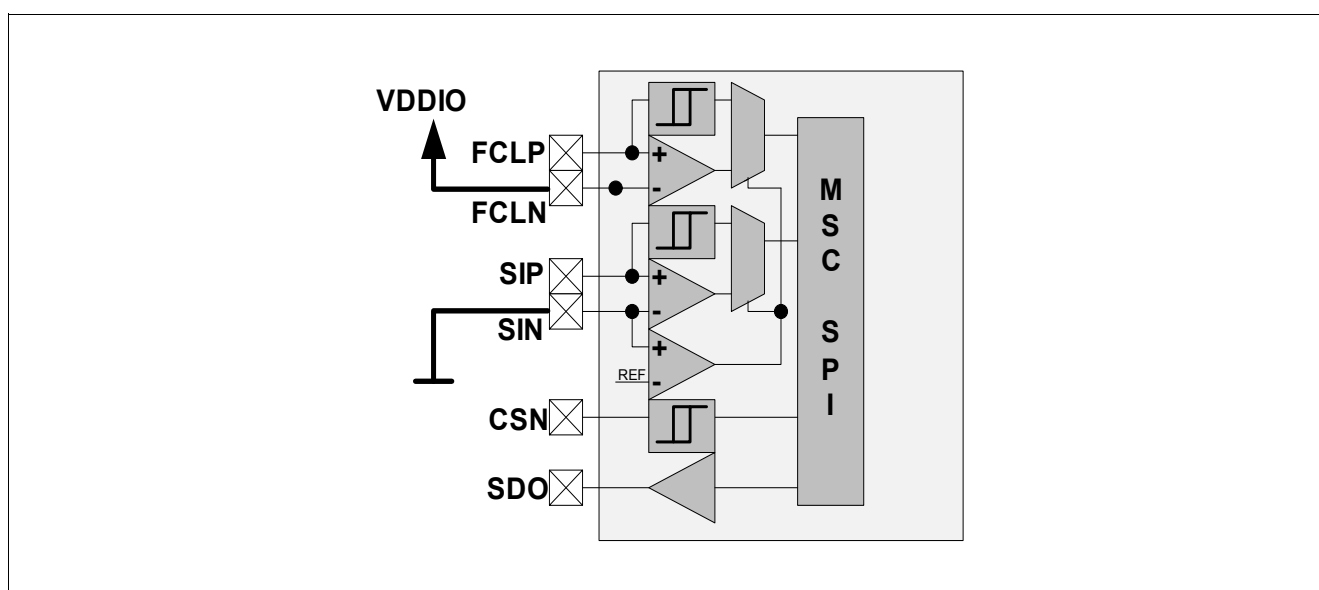 VDDIO
FCLP
+
-
FCLN
SIP
+
-
SIN
+
REF
-
CSN
SDO
M
S
C
S
P
I